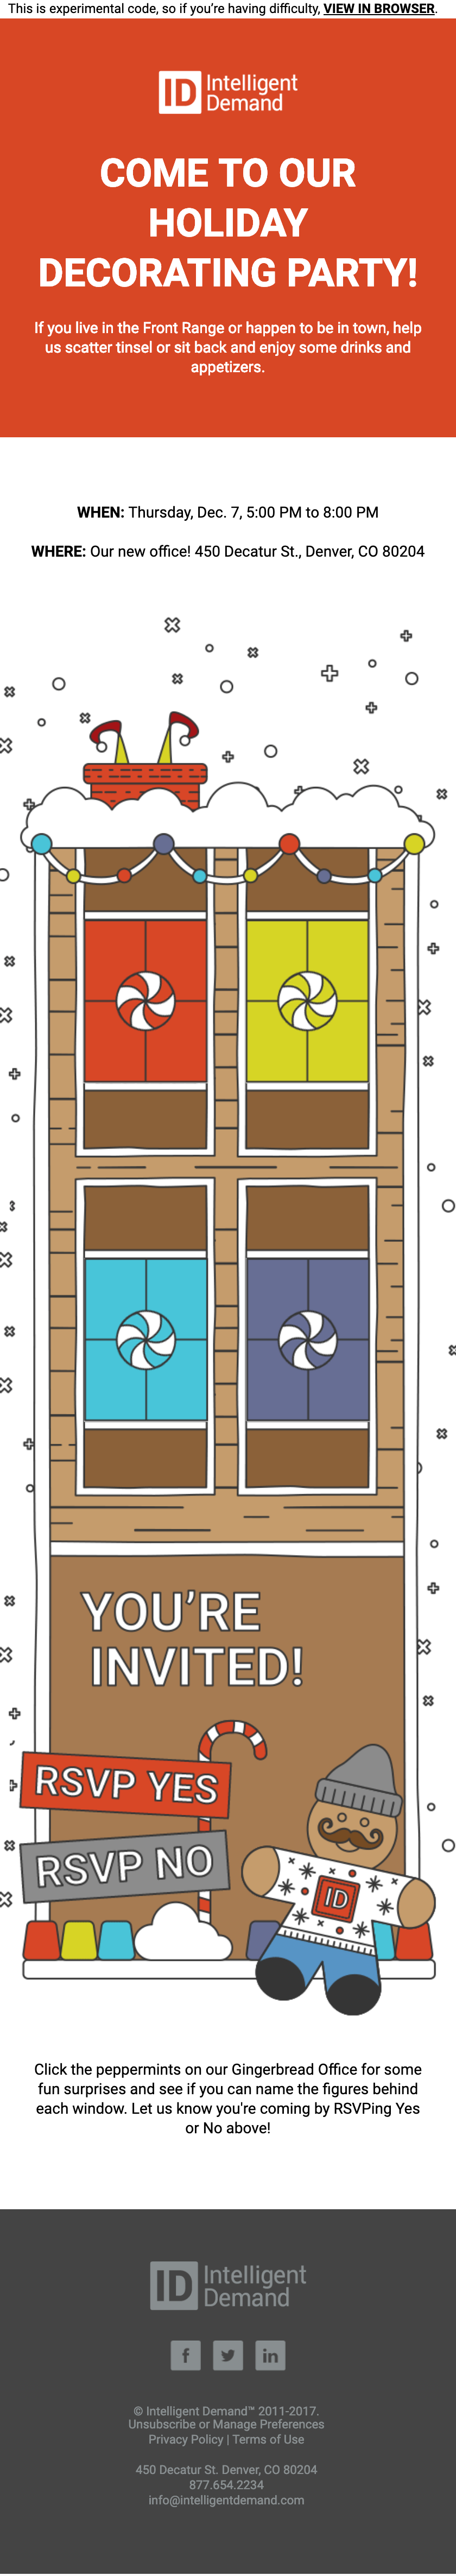 This is experimental code, so if you’re having difficulty, VIEW IN BROWSER.
ID Intelligent
Demand
COME TO OUR
HOLIDAY
DECORATING PARTY!
If you live in the Front Range or happen to be in town, help
us scatter tinsel or sit back and enjoy some drinks and
appetizers.
WHEN: Thursday, Dec. 7, 5:00 PM to 8:00 PM
WHERE: Our new office! 450 Decatur St., Denver, CO 80204
YOU’RE
INVITED!
RSVP YES
RSVP NO
ID
Click the peppermints on our Gingerbread Office for some
fun surprises and see if you can name the figures behind
each window. Let us know you're coming by RSVPing Yes
or No above!
ID Intelligent
Demand
f in
© Intelligent Demand™ 2011-2017.
Unsubscribe or Manage Preferences
Privacy Policy | Terms of Use
450 Decatur St. Denver, CO 80204
877.654.2234
info@intelligentdemand.com